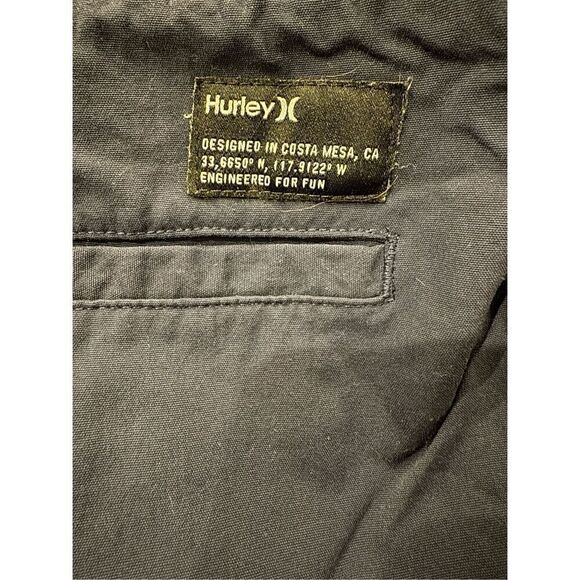 Hurley
DESIGNED IN COSTA MESA, CA
33,6650° N, 117.9122° W
ENGINEERED FOR FUN